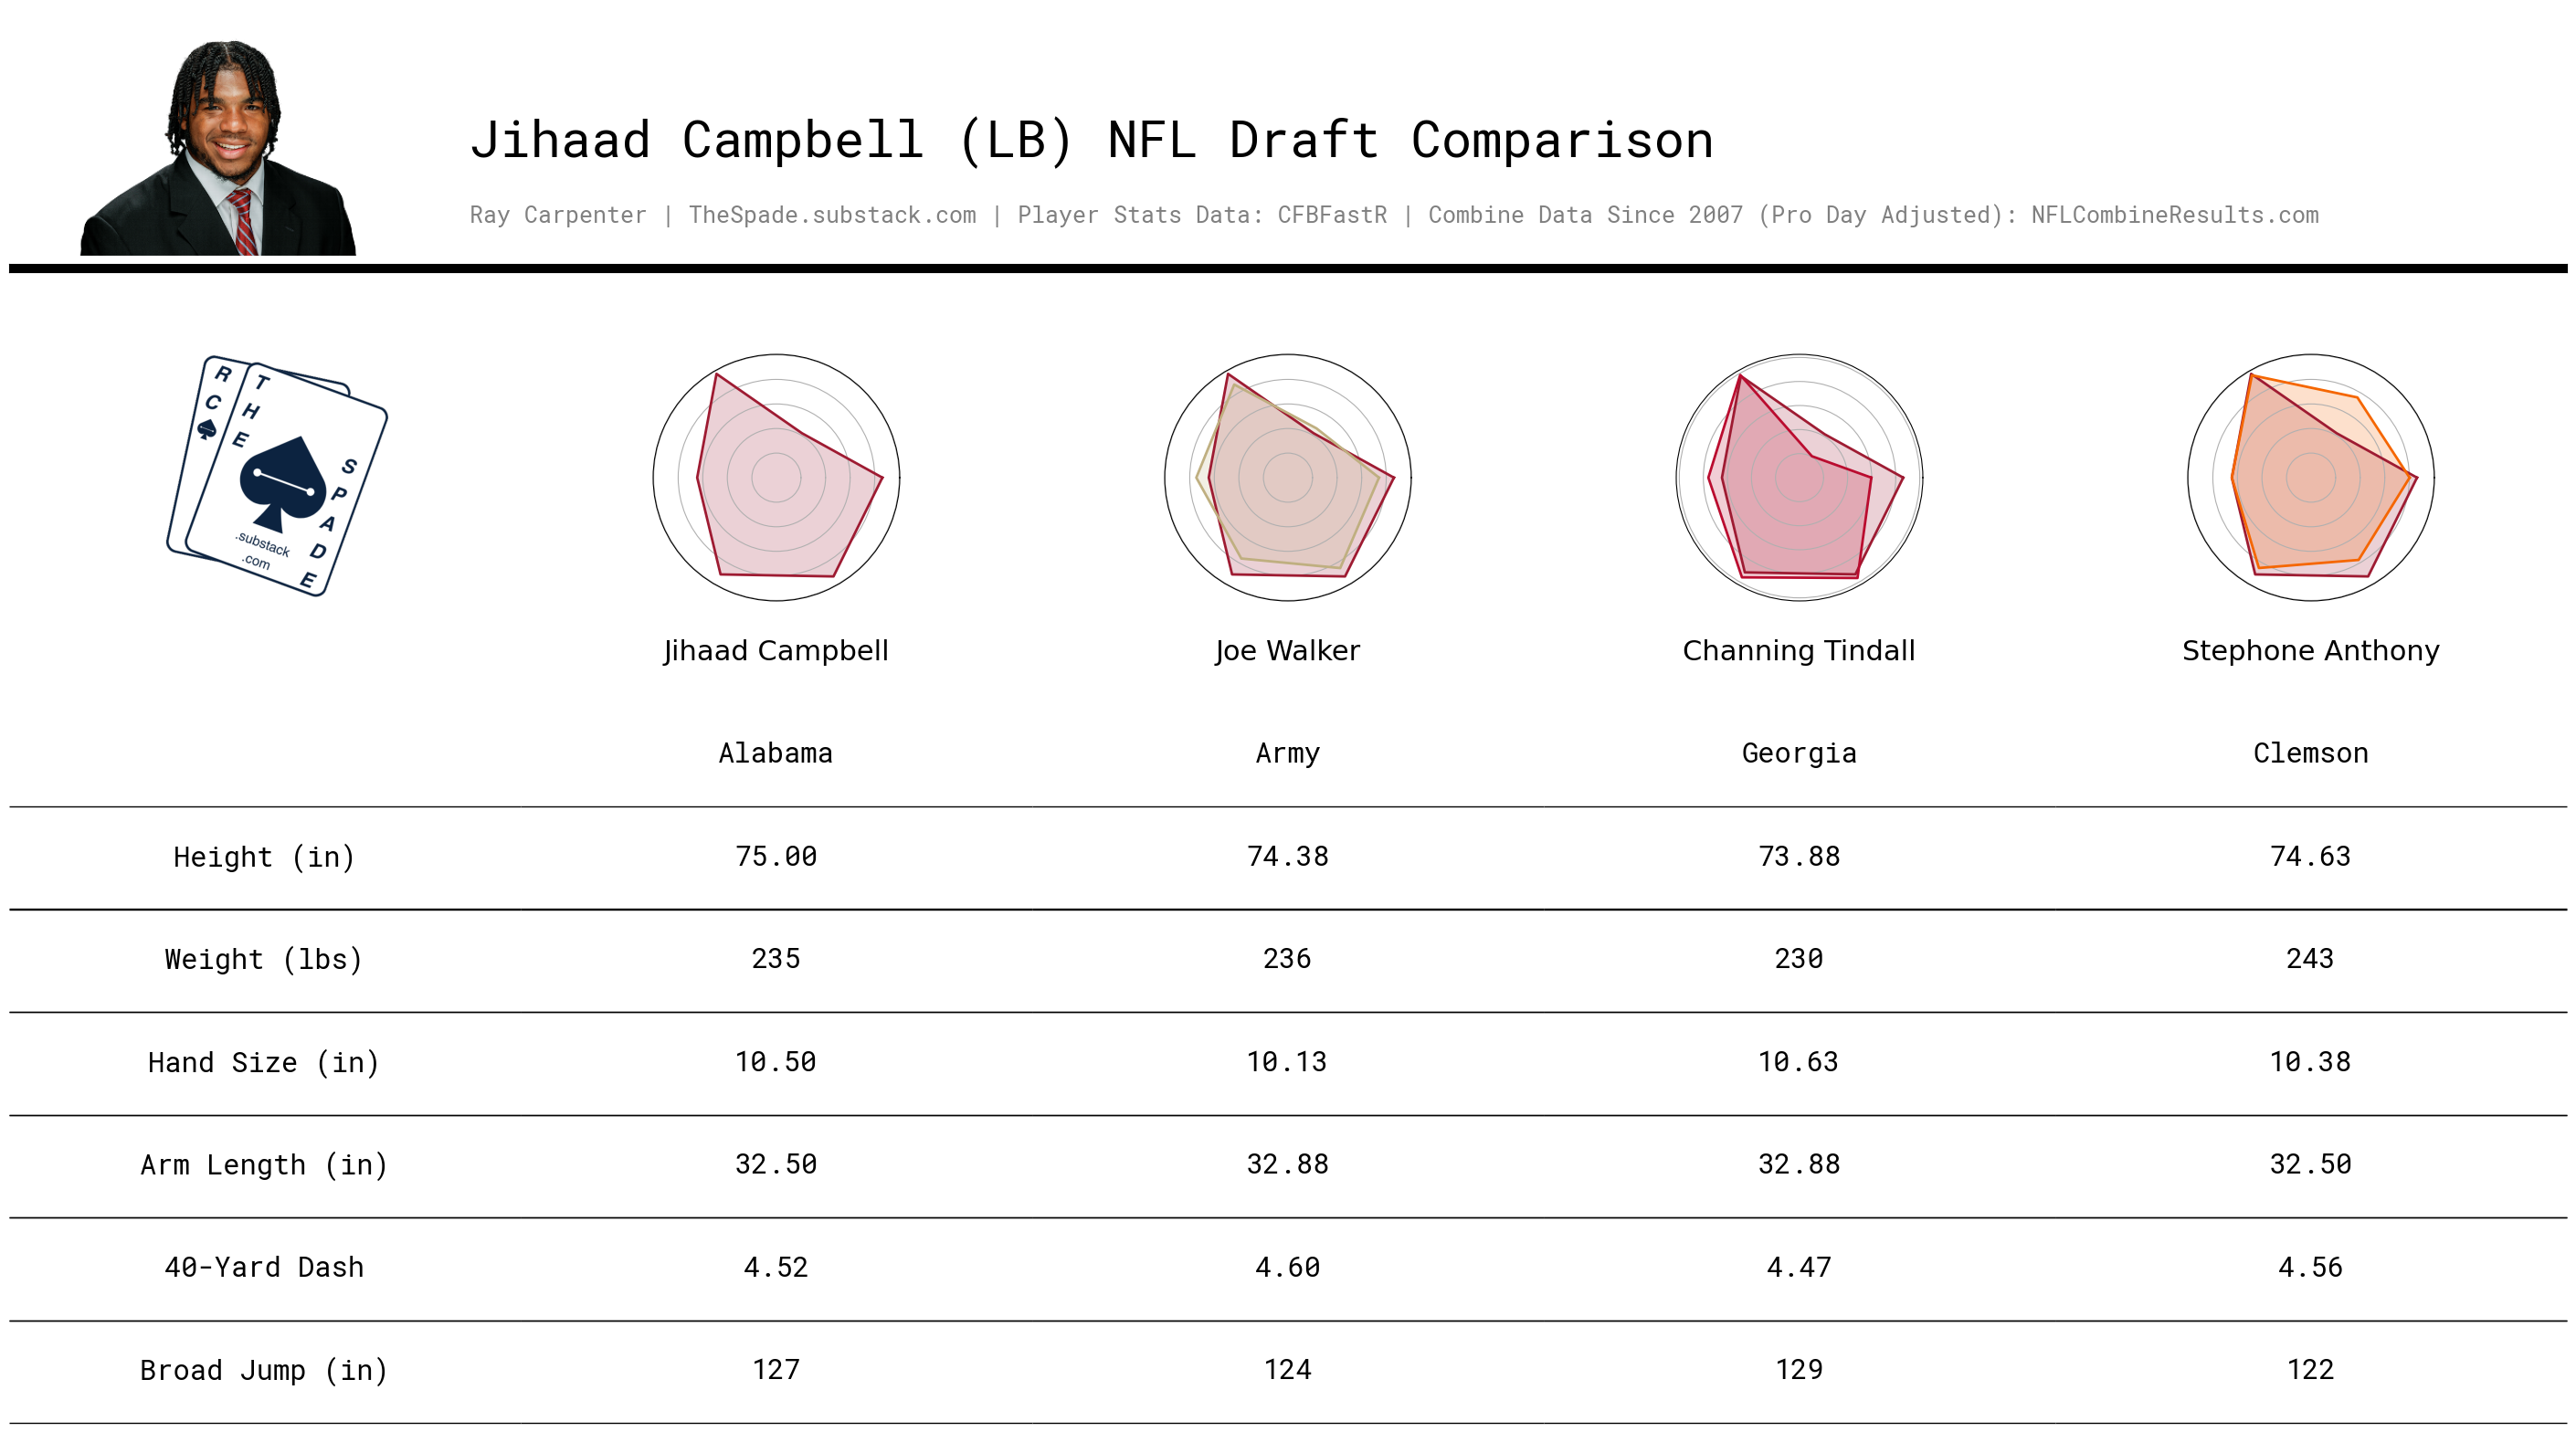 Jihaad Campbell (LB) NFL Draft Comparison
Ray Carpenter | TheSpade.substack.com | Player Stats Data: CFBFastR | Combine Data Since 2007 (Pro Day Adjusted): NFLCombineResults.com
RC
THE
SPADE
.substack
.com
Jihaad Campbell Joe Walker Channing Tindall Stephone Anthony
Alabama Army Georgia Clemson
Height (in) 75.00 74.38 73.88 74.63
Weight (lbs) 235 236 230 243
Hand Size (in) 10.50 10.13 10.63 10.38
Arm Length (in) 32.50 32.88 32.88 32.50
40-Yard Dash 4.52 4.60 4.47 4.56
Broad Jump (in) 127 124 129 122